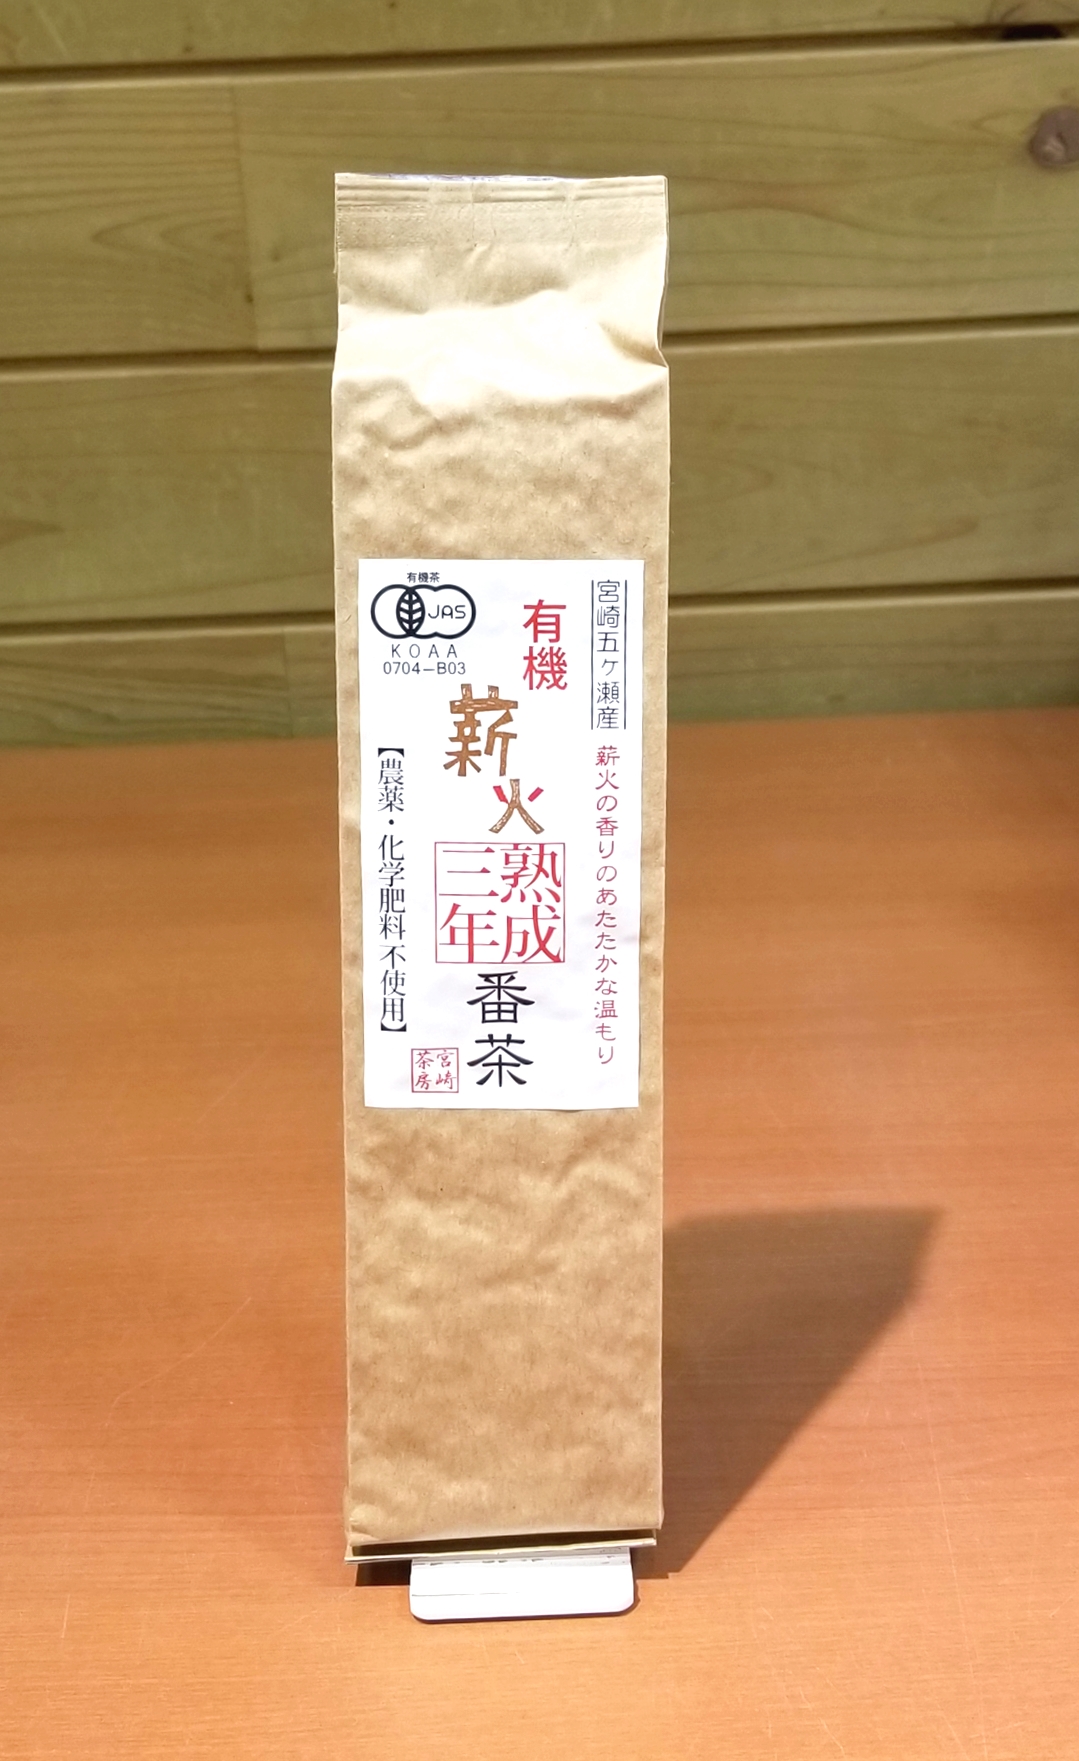 有機茶
JAS
KOAA
0704-B03
宮崎五ヶ瀬産
薪火の香りのあたたかな温もり
有機
薪火
熟成
三年
番茶
【農薬・化学肥料不使用】
宮崎
茶房